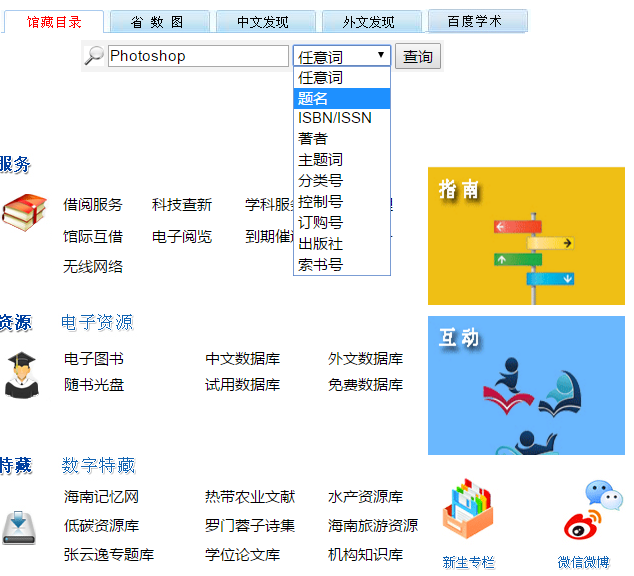 馆藏目录 省 数 图 中文发现 外文发现 百度学术
Photoshop 任意词 查询
任意词
题名
ISBN/ISSN
著者
主题词
分类号
控制号
订购号
出版社
索书号
服务
借阅服务 科技查新 学科服
馆际互借 电子阅览 到期催
无线网络
指南
互动
资源 电子资源
电子图书 中文数据库 外文数据库
随书光盘 试用数据库 免费数据库
特藏 数字特藏
海南记忆网 热带农业文献 水产资源库
低碳资源库 罗门蓉子诗集 海南旅游资源
张云逸专题库 学位论文库 机构知识库
新生专栏 微信微博